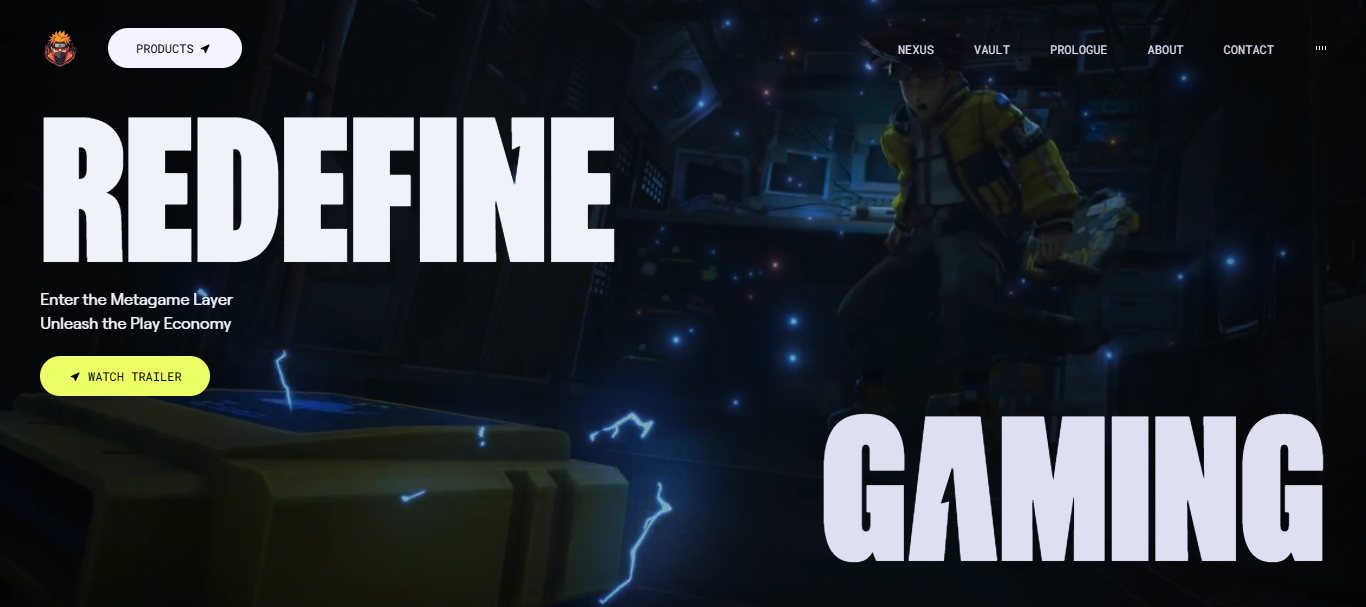 PRODUCTS
NEXUS VAULT PROLOGUE ABOUT CONTACT
REDEFINE
Enter the Metagame Layer
Unleash the Play Economy
WATCH TRAILER
GAMING